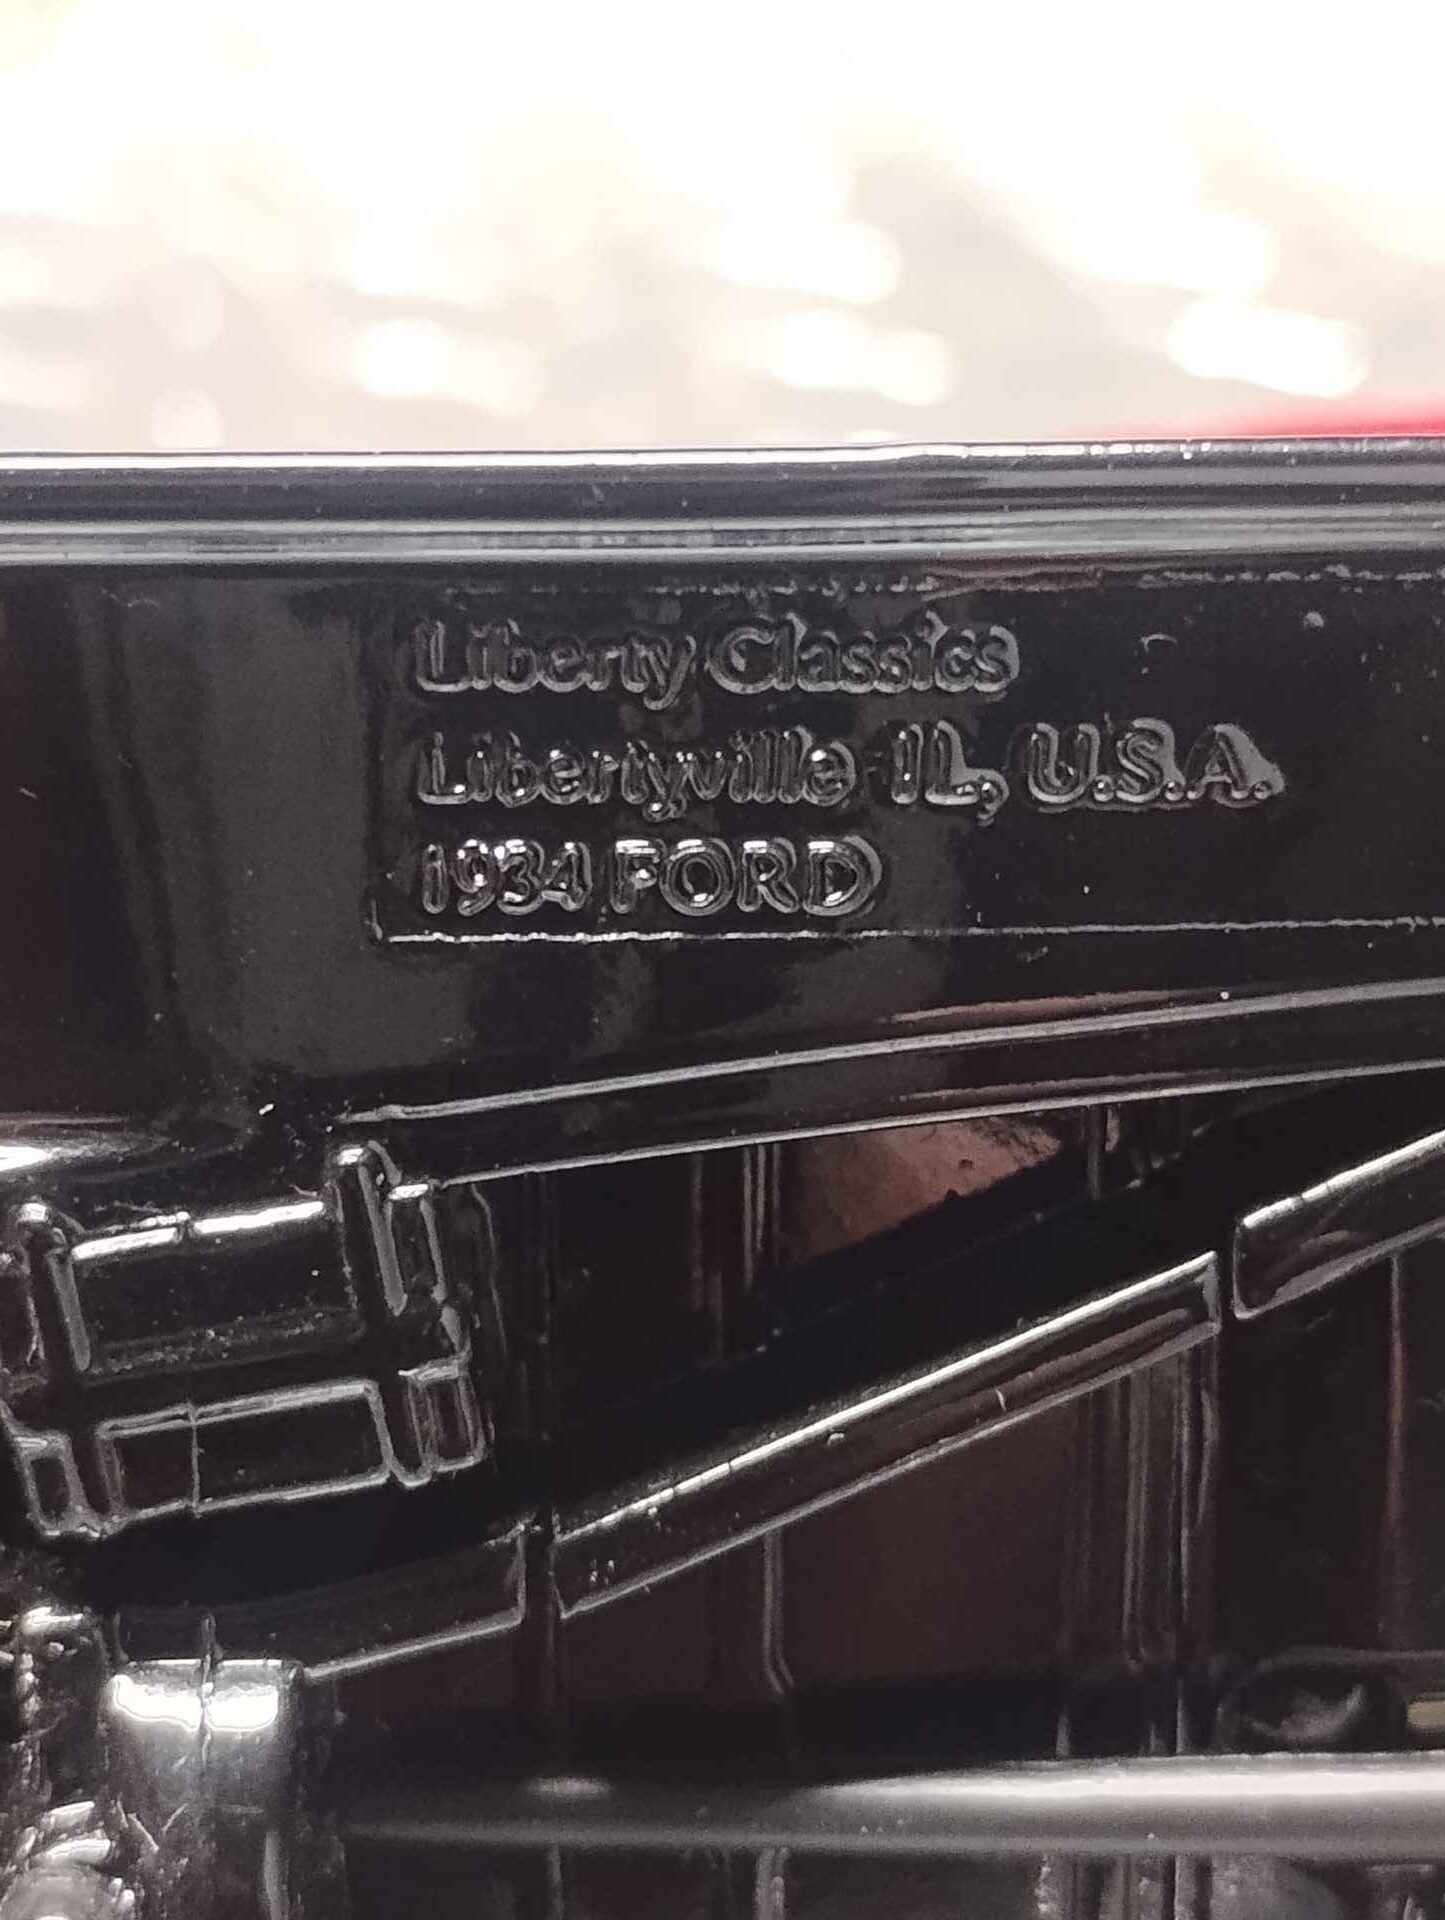 Liberty Classics
Libertyville IL, U.S.A.
1934 FORD